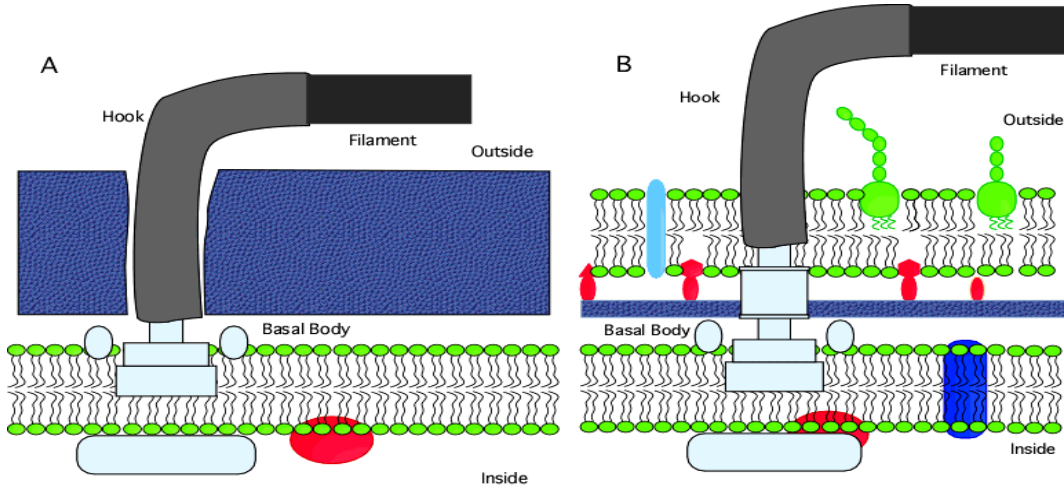 A
Hook
Filament
Outside
Basal Body
Inside
B
Hook
Filament
Outside
Basal Body
Inside